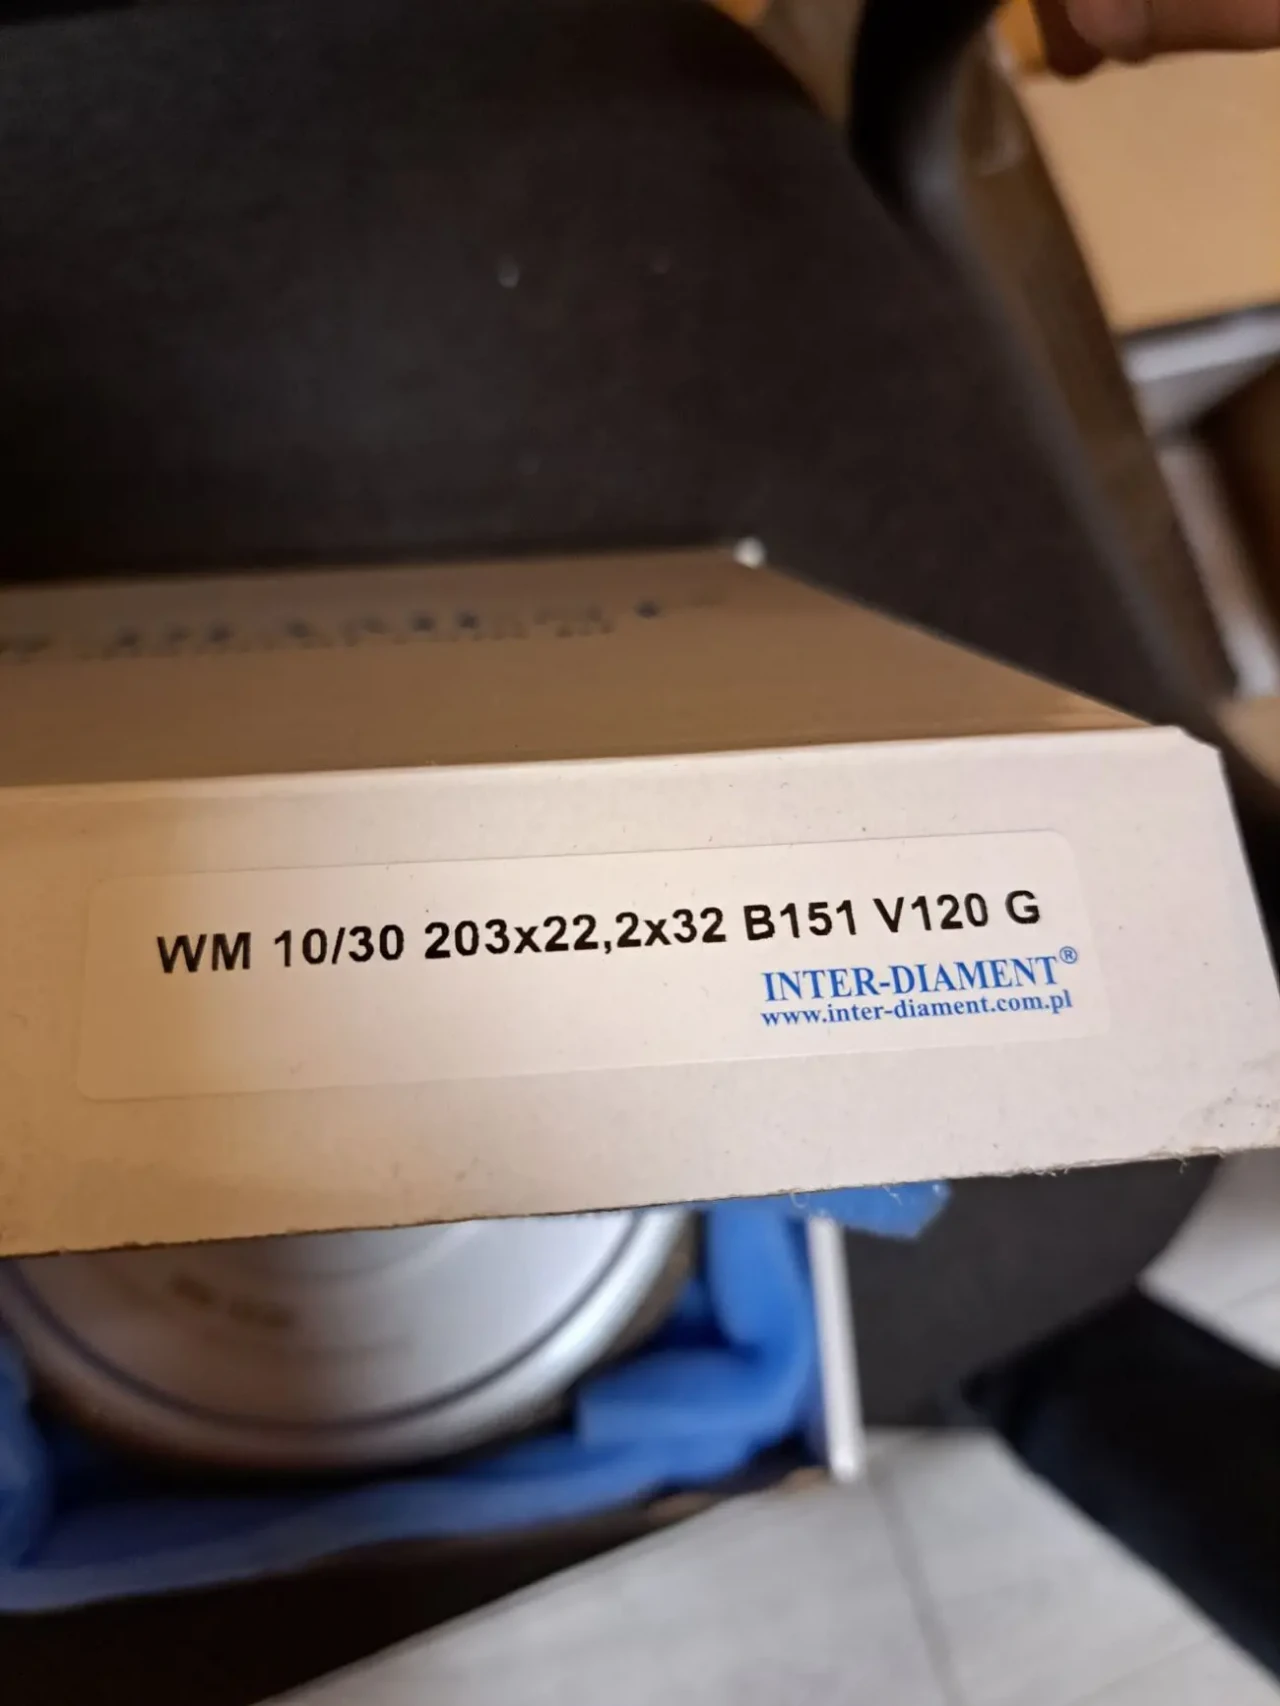 WM 10/30 203x22,2x32 B151 V120 G
INTER-DIAMENT®
www.inter-diament.com.pl